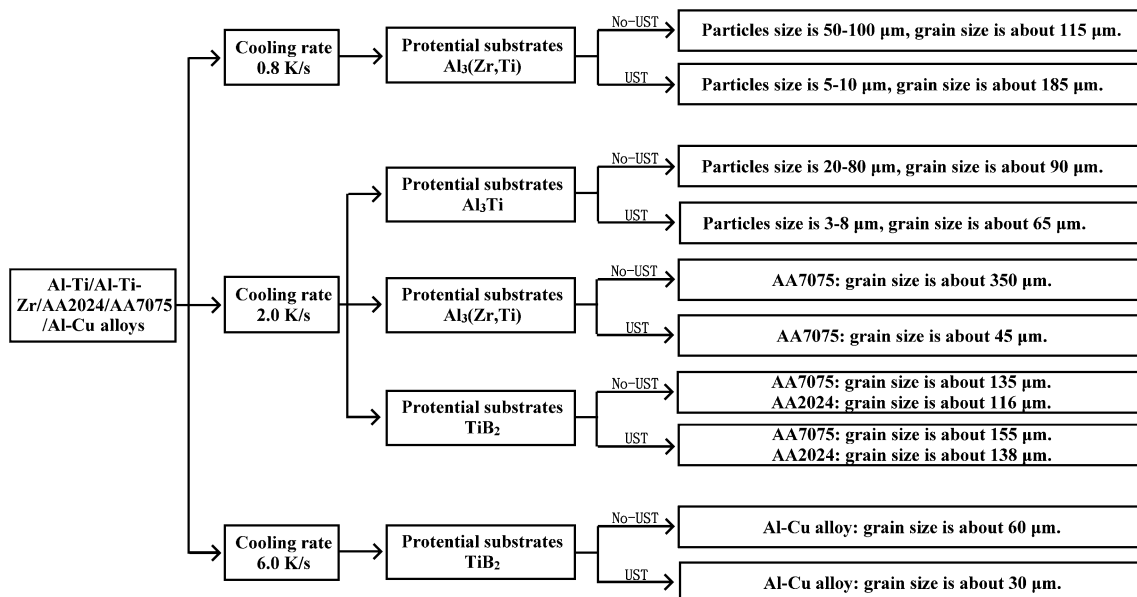 Al-Ti/Al-Ti-
Zr/AA2024/AA7075
/Al-Cu alloys
Cooling rate
0.8 K/s
Protential substrates
Al₃(Zr,Ti)
No-UST
Particles size is 50-100 μm, grain size is about 115 μm.
UST
Particles size is 5-10 μm, grain size is about 185 μm.
Cooling rate
2.0 K/s
Protential substrates
Al₃Ti
No-UST
Particles size is 20-80 μm, grain size is about 90 μm.
UST
Particles size is 3-8 μm, grain size is about 65 μm.
Protential substrates
Al₃(Zr,Ti)
No-UST
AA7075: grain size is about 350 μm.
UST
AA7075: grain size is about 45 μm.
Protential substrates
TiB₂
No-UST
AA7075: grain size is about 135 μm.
AA2024: grain size is about 116 μm.
UST
AA7075: grain size is about 155 μm.
AA2024: grain size is about 138 μm.
Cooling rate
6.0 K/s
Protential substrates
TiB₂
No-UST
Al-Cu alloy: grain size is about 60 μm.
UST
Al-Cu alloy: grain size is about 30 μm.